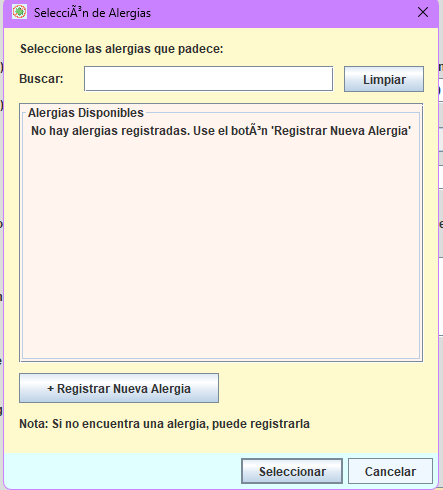 SelecciÃ³n de Alergias
Seleccione las alergias que padece:
Buscar:
Limpiar
Alergias Disponibles
No hay alergias registradas. Use el botÃ³n 'Registrar Nueva Alergia'
+ Registrar Nueva Alergia
Nota: Si no encuentra una alergia, puede registrarla
Seleccionar
Cancelar